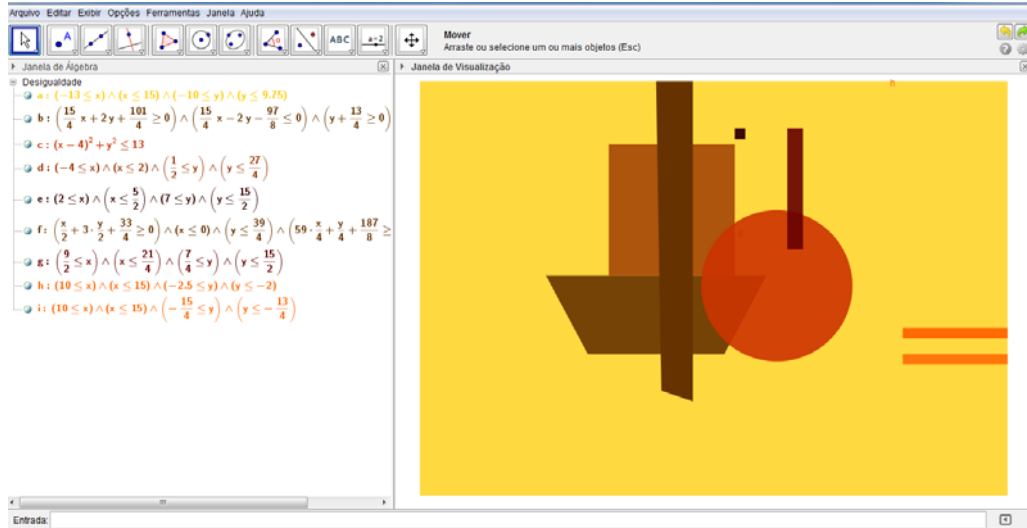 Arquivo Editar Exibir Opções Ferramentas Janela Ajuda
ABC
a=2
Mover
Arraste ou selecione um ou mais objetos (Esc)
Janela de Álgebra
Janela de Visualização
Desigualdade
a : (−13 ≤ x) ∧ (x ≤ 15) ∧ (−10 ≤ y) ∧ (y ≤ 9.75)
b : (15/4 x + 2y + 101/4 ≥ 0) ∧ (15/4 x − 2y − 97/8 ≤ 0) ∧ (y + 13/4 ≥ 0)
c : (x − 4)² + y² ≤ 13
d : (−4 ≤ x) ∧ (x ≤ 2) ∧ (1/2 ≤ y) ∧ (y ≤ 27/4)
e : (2 ≤ x) ∧ (x ≤ 5/2) ∧ (7 ≤ y) ∧ (y ≤ 15/2)
f : (x/2 + 3 · y/2 + 33/4 ≥ 0) ∧ (x ≤ 0) ∧ (y ≤ 39/4) ∧ (59 · x/4 + y/4 + 187/8 ≥
g : (9/2 ≤ x) ∧ (x ≤ 21/4) ∧ (7/4 ≤ y) ∧ (y ≤ 15/2)
h : (10 ≤ x) ∧ (x ≤ 15) ∧ (−2.5 ≤ y) ∧ (y ≤ −2)
i : (10 ≤ x) ∧ (x ≤ 15) ∧ (−15/4 ≤ y) ∧ (y ≤ −13/4)
h
Entrada: